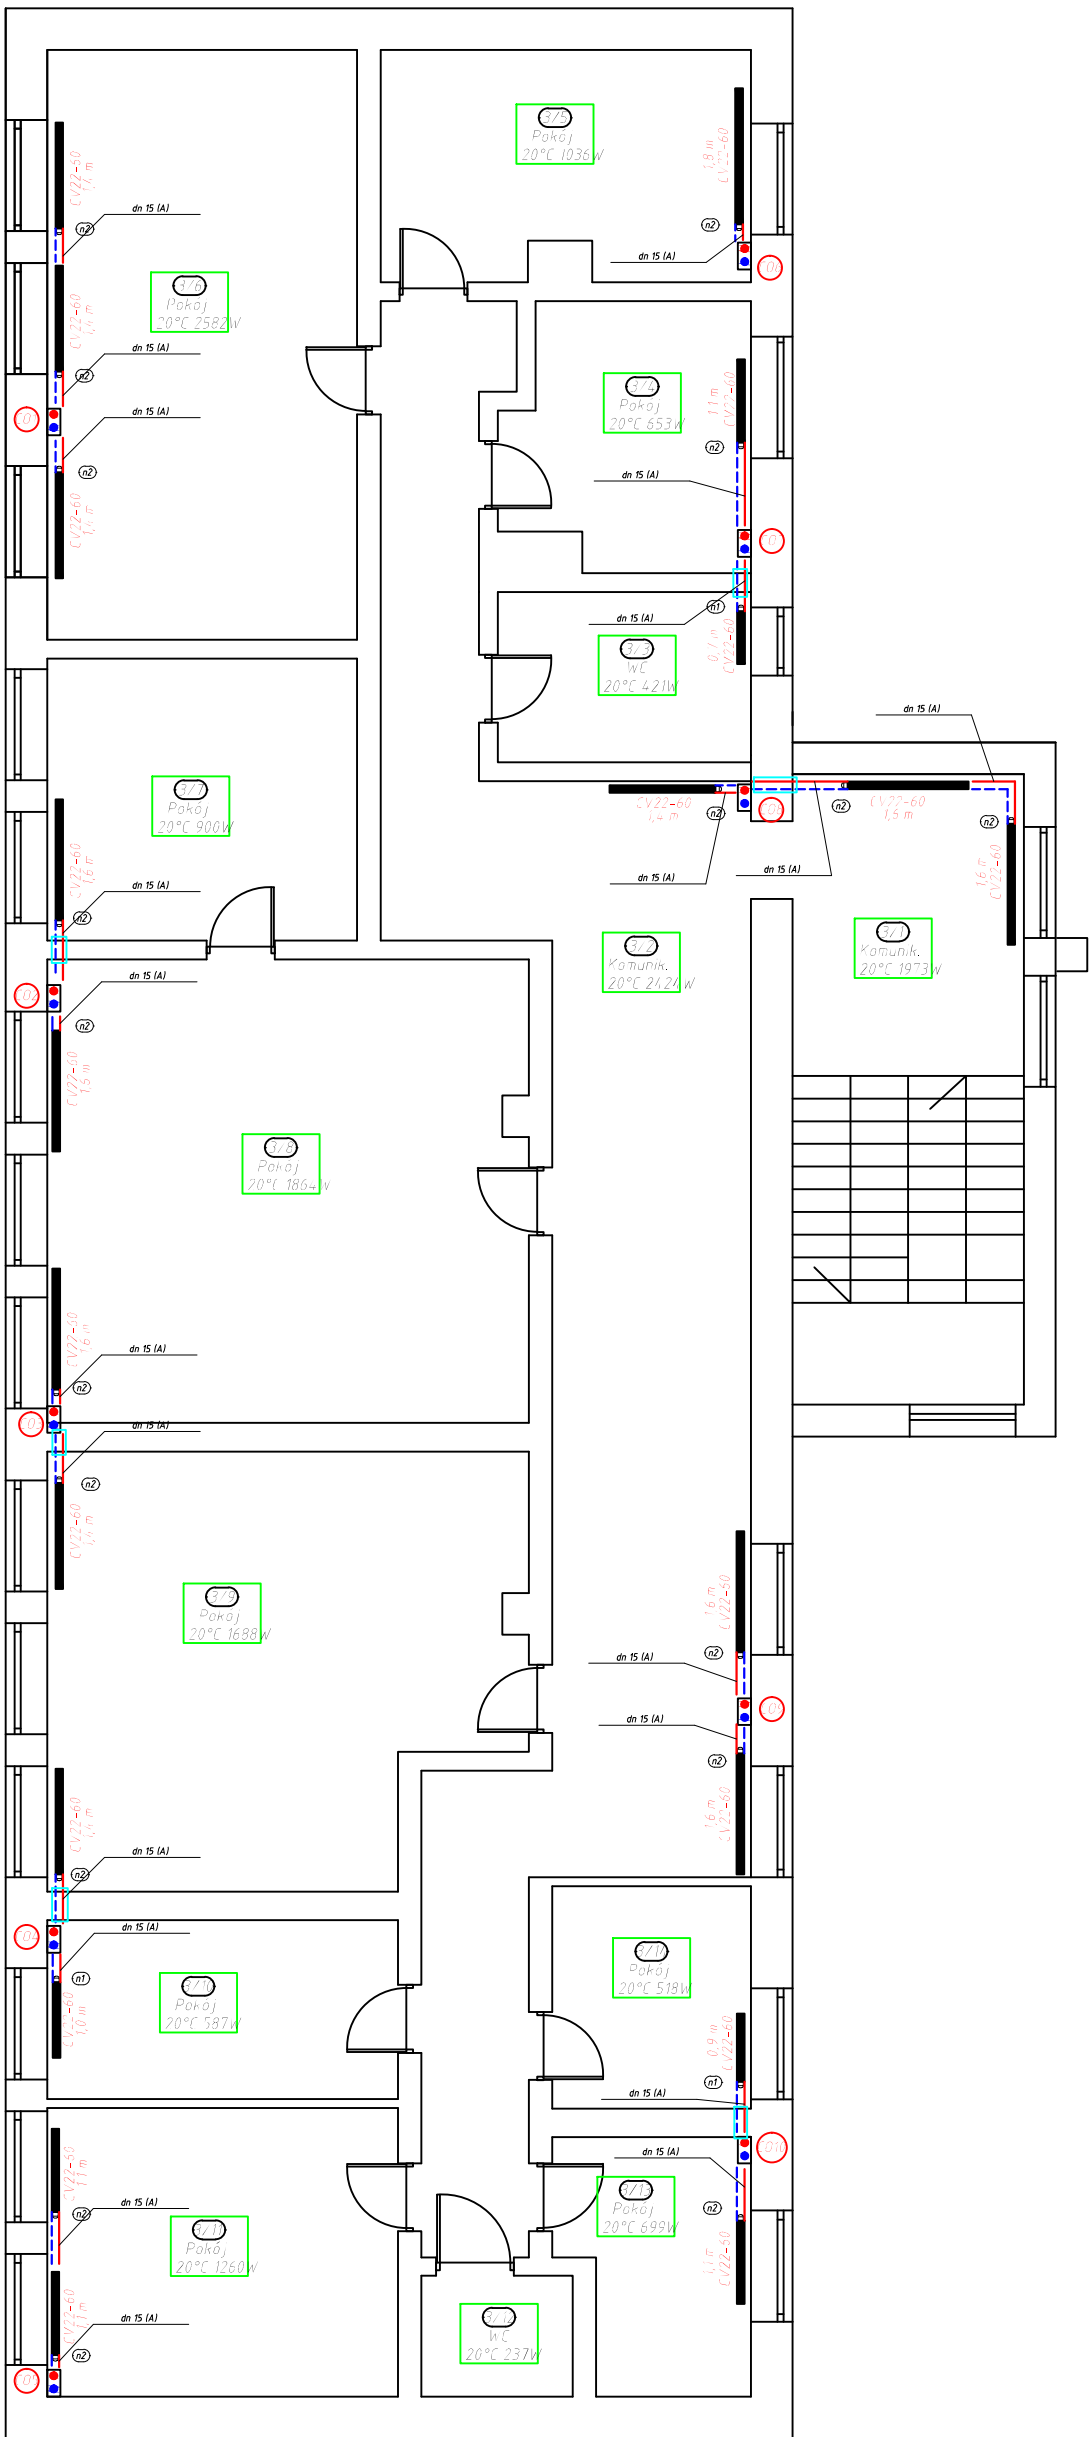 3/5
Pokój
20°C 1036W
1,8 m
CV22-60
n2
dn 15 (A)
CV22-60
n2
dn 15 (A)
3/6
Pokój
20°C 2582W
CV22-60
1,4 m
n2
dn 15 (A)
dn 15 (A)
n2
CV22-60
1,4 m
3/4
Pokój
20°C 653W
1,1 m
CV22-60
n2
dn 15 (A)
n1
dn 15 (A)
3/3
WC
20°C 421W
CV22-60
dn 15 (A)
3/7
Pokój
20°C 900W
CV22-60
1,6 m
dn 15 (A)
n2
CO2
CV22-60
1,4 m
n2
CO8
dn 15 (A)
dn 15 (A)
n2
CV22-60
1,5 m
n2
1,6 m
CV22-60
3/2
Komunik.
20°C 2424W
3/1
Komunik.
20°C 1973W
dn 15 (A)
n2
CV22-60
1,6 m
3/8
Pokój
20°C 1864W
CV22-60
1,6 m
dn 15 (A)
n2
CO3
dn 15 (A)
n2
CV22-60
1,4 m
3/9
Pokój
20°C 1688W
1,6 m
CV22-60
n2
dn 15 (A)
CO9
dn 15 (A)
n2
1,6 m
CV22-60
CV22-60
1,4 m
dn 15 (A)
n2
CO4
dn 15 (A)
n1
CV22-60
1,0 m
3/10
Pokój
20°C 587W
3/14
Pokój
20°C 518W
0,9 m
CV22-60
n1
dn 15 (A)
CO10
dn 15 (A)
n2
1,1 m
CV22-60
3/13
Pokój
20°C 699W
CV22-60
1,1 m
n2
dn 15 (A)
3/11
Pokój
20°C 1260W
CV22-60
1,1 m
dn 15 (A)
n2
CO5
3/12
WC
20°C 237W